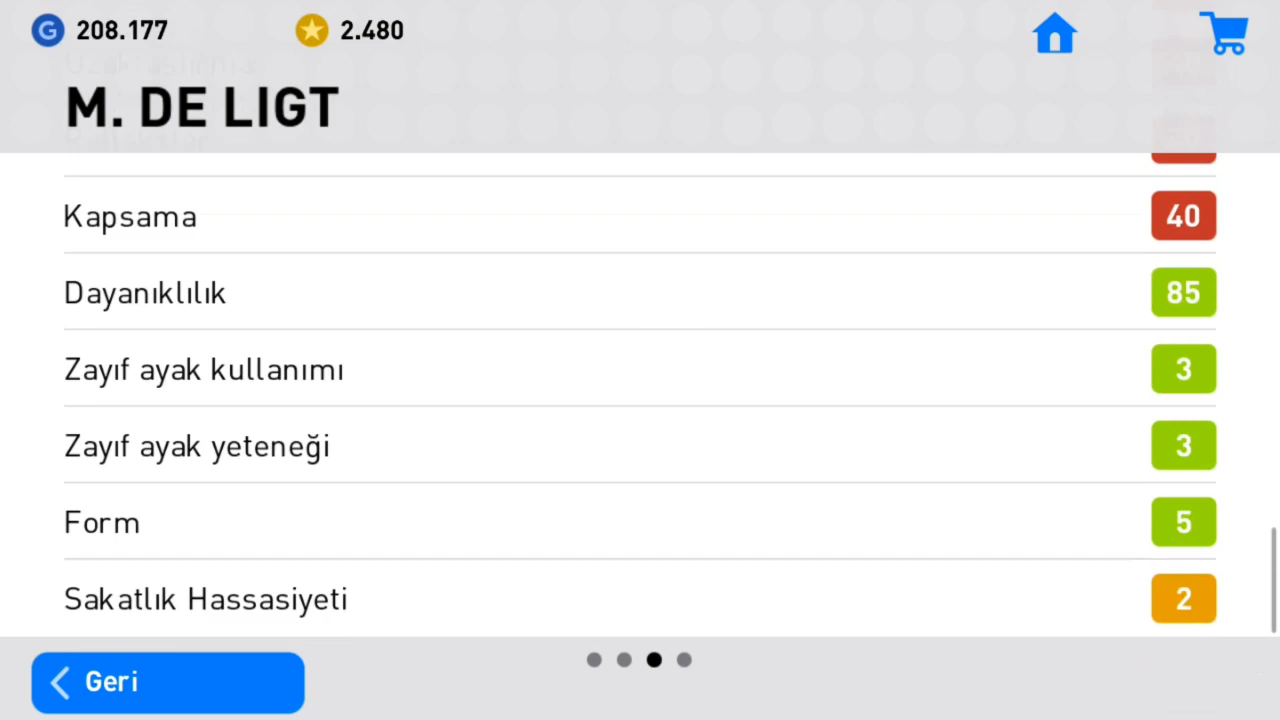 208.177
2.480
M. DE LIGT
Kapsama 40
Dayanıklılık 85
Zayıf ayak kullanımı 3
Zayıf ayak yeteneği 3
Form 5
Sakatlık Hassasiyeti 2
Geri